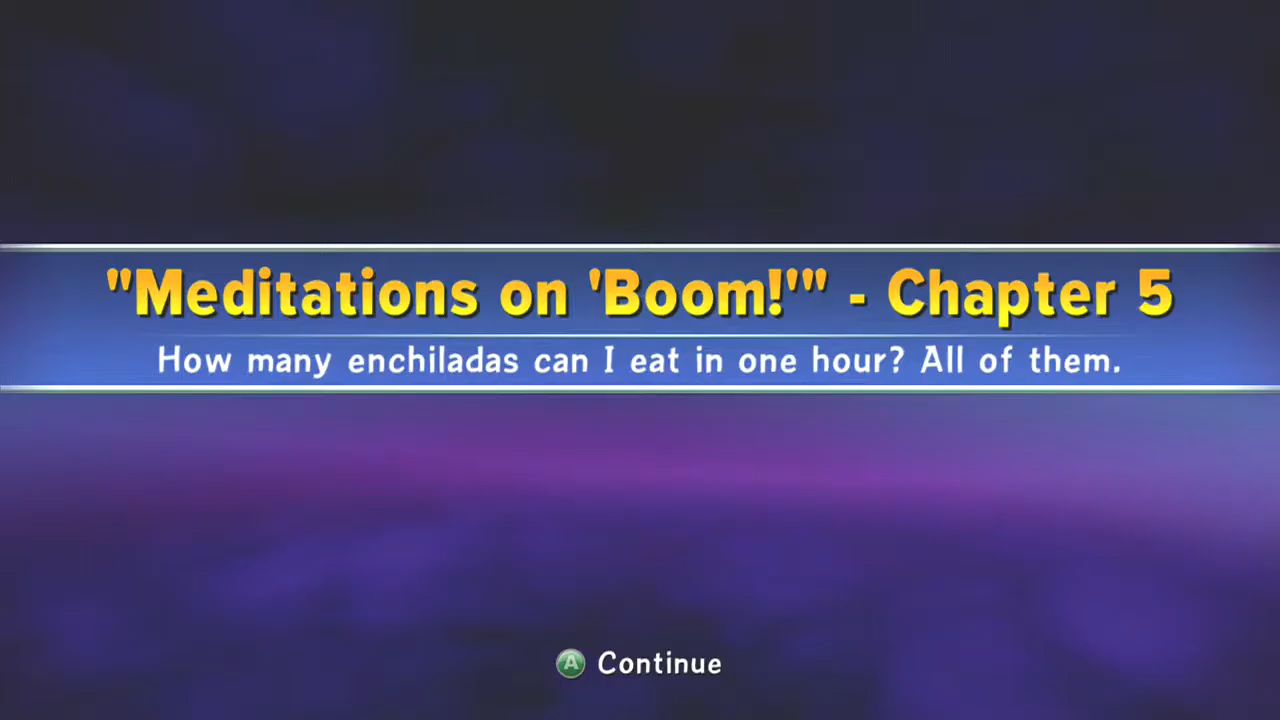 "Meditations on 'Boom!'" - Chapter 5
How many enchiladas can I eat in one hour? All of them.
A Continue